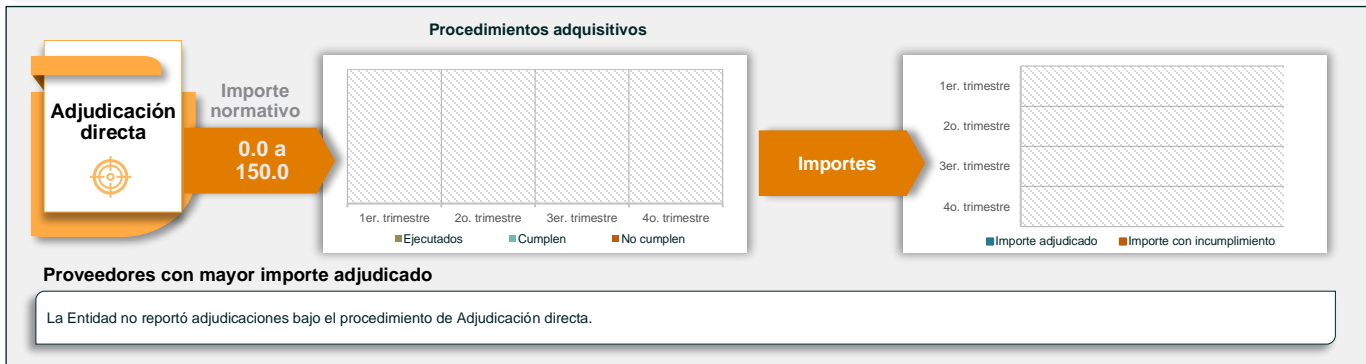 Procedimientos adquisitivos
Adjudicación
directa
Importe
normativo
0.0 a
150.0
1er. trimestre
2o. trimestre
3er. trimestre
4o. trimestre
Ejecutados
Cumplen
No cumplen
Importes
1er. trimestre
2o. trimestre
3er. trimestre
4o. trimestre
Importe adjudicado
Importe con incumplimiento
Proveedores con mayor importe adjudicado
La Entidad no reportó adjudicaciones bajo el procedimiento de Adjudicación directa.